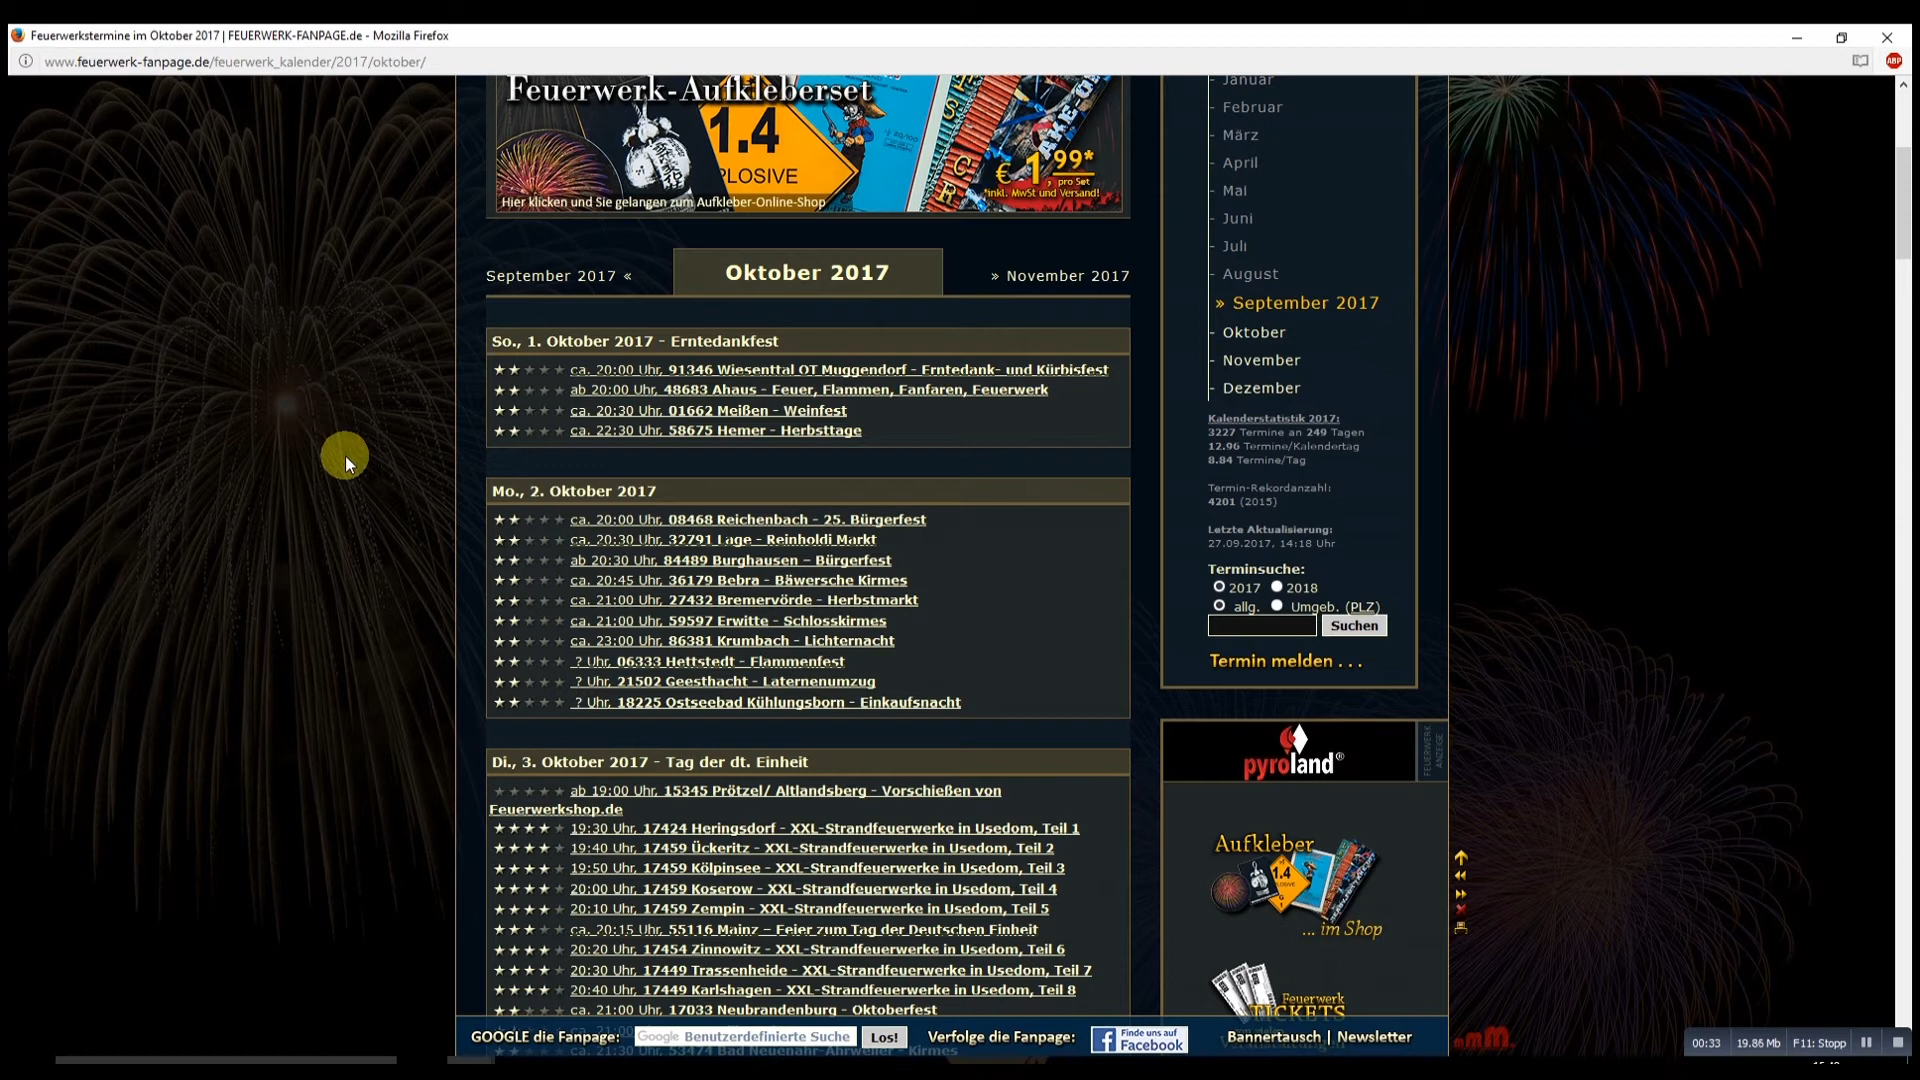 Feuerwerkstermine im Oktober 2017 | FEUERWERK-FANPAGE.de - Mozilla Firefox
www.feuerwerk-fanpage.de/feuerwerk_kalender/2017/oktober/
ABP
Feuerwerk-Aufkleberset
1.4
PLOSIVE
€ 1,99*
pro Set
*inkl. MwSt und Versand!
Hier klicken und Sie gelangen zum Aufkleber-Online-Shop
September 2017 «
Oktober 2017
» November 2017
So., 1. Oktober 2017 - Erntedankfest
ca. 20:00 Uhr, 91346 Wiesenttal OT Muggendorf - Erntedank- und Kürbisfest
ab 20:00 Uhr, 48683 Ahaus - Feuer, Flammen, Fanfaren, Feuerwerk
ca. 20:30 Uhr, 01662 Meißen - Weinfest
ca. 22:30 Uhr, 58675 Hemer - Herbsttage
Mo., 2. Oktober 2017
ca. 20:00 Uhr, 08468 Reichenbach - 25. Bürgerfest
ca. 20:30 Uhr, 32791 Lage - Reinholdi Markt
ab 20:30 Uhr, 84489 Burghausen – Bürgerfest
ca. 20:45 Uhr, 36179 Bebra - Bäwersche Kirmes
ca. 21:00 Uhr, 27432 Bremervörde - Herbstmarkt
ca. 21:00 Uhr, 59597 Erwitte - Schlosskirmes
ca. 23:00 Uhr, 86381 Krumbach - Lichternacht
? Uhr, 06333 Hettstedt - Flammenfest
? Uhr, 21502 Geesthacht - Laternenumzug
? Uhr, 18225 Ostseebad Kühlungsborn - Einkaufsnacht
Di., 3. Oktober 2017 - Tag der dt. Einheit
ab 19:00 Uhr, 15345 Prötzel/ Altlandsberg - Vorschießen von
Feuerwerkshop.de
19:30 Uhr, 17424 Heringsdorf - XXL-Strandfeuerwerke in Usedom, Teil 1
19:40 Uhr, 17459 Ückeritz - XXL-Strandfeuerwerke in Usedom, Teil 2
19:50 Uhr, 17459 Kölpinsee - XXL-Strandfeuerwerke in Usedom, Teil 3
20:00 Uhr, 17459 Koserow - XXL-Strandfeuerwerke in Usedom, Teil 4
20:10 Uhr, 17459 Zempin - XXL-Strandfeuerwerke in Usedom, Teil 5
ca. 20:15 Uhr, 55116 Mainz – Feier zum Tag der Deutschen Einheit
20:20 Uhr, 17454 Zinnowitz - XXL-Strandfeuerwerke in Usedom, Teil 6
20:30 Uhr, 17449 Trassenheide - XXL-Strandfeuerwerke in Usedom, Teil 7
20:40 Uhr, 17449 Karlshagen - XXL-Strandfeuerwerke in Usedom, Teil 8
ca. 21:00 Uhr, 17033 Neubrandenburg - Oktoberfest
ca. 21:30 Uhr, 53474 Bad Neuenahr-Ahrweiler - Kirmes
- Januar
- Februar
- März
- April
- Mai
- Juni
- Juli
- August
» September 2017
- Oktober
- November
- Dezember
Kalenderstatistik 2017:
3227 Termine an 249 Tagen
12.96 Termine/Kalendertag
8.84 Termine/Tag
Termin-Rekordanzahl:
4201 (2015)
Letzte Aktualisierung:
27.09.2017, 14:18 Uhr
Terminsuche:
2017 2018
allg. Umgeb. (PLZ)
Suchen
Termin melden . . .
pyroland®
FEUERWERK
ANZEIGE
Aufkleber
1.4
... im Shop
Feuerwerk
TICKETS
GOOGLE die Fanpage:
Google Benutzerdefinierte Suche
Los!
Verfolge die Fanpage:
Finde uns auf
Facebook
Bannertausch | Newsletter
00:33
19.86 Mb
F11: Stopp